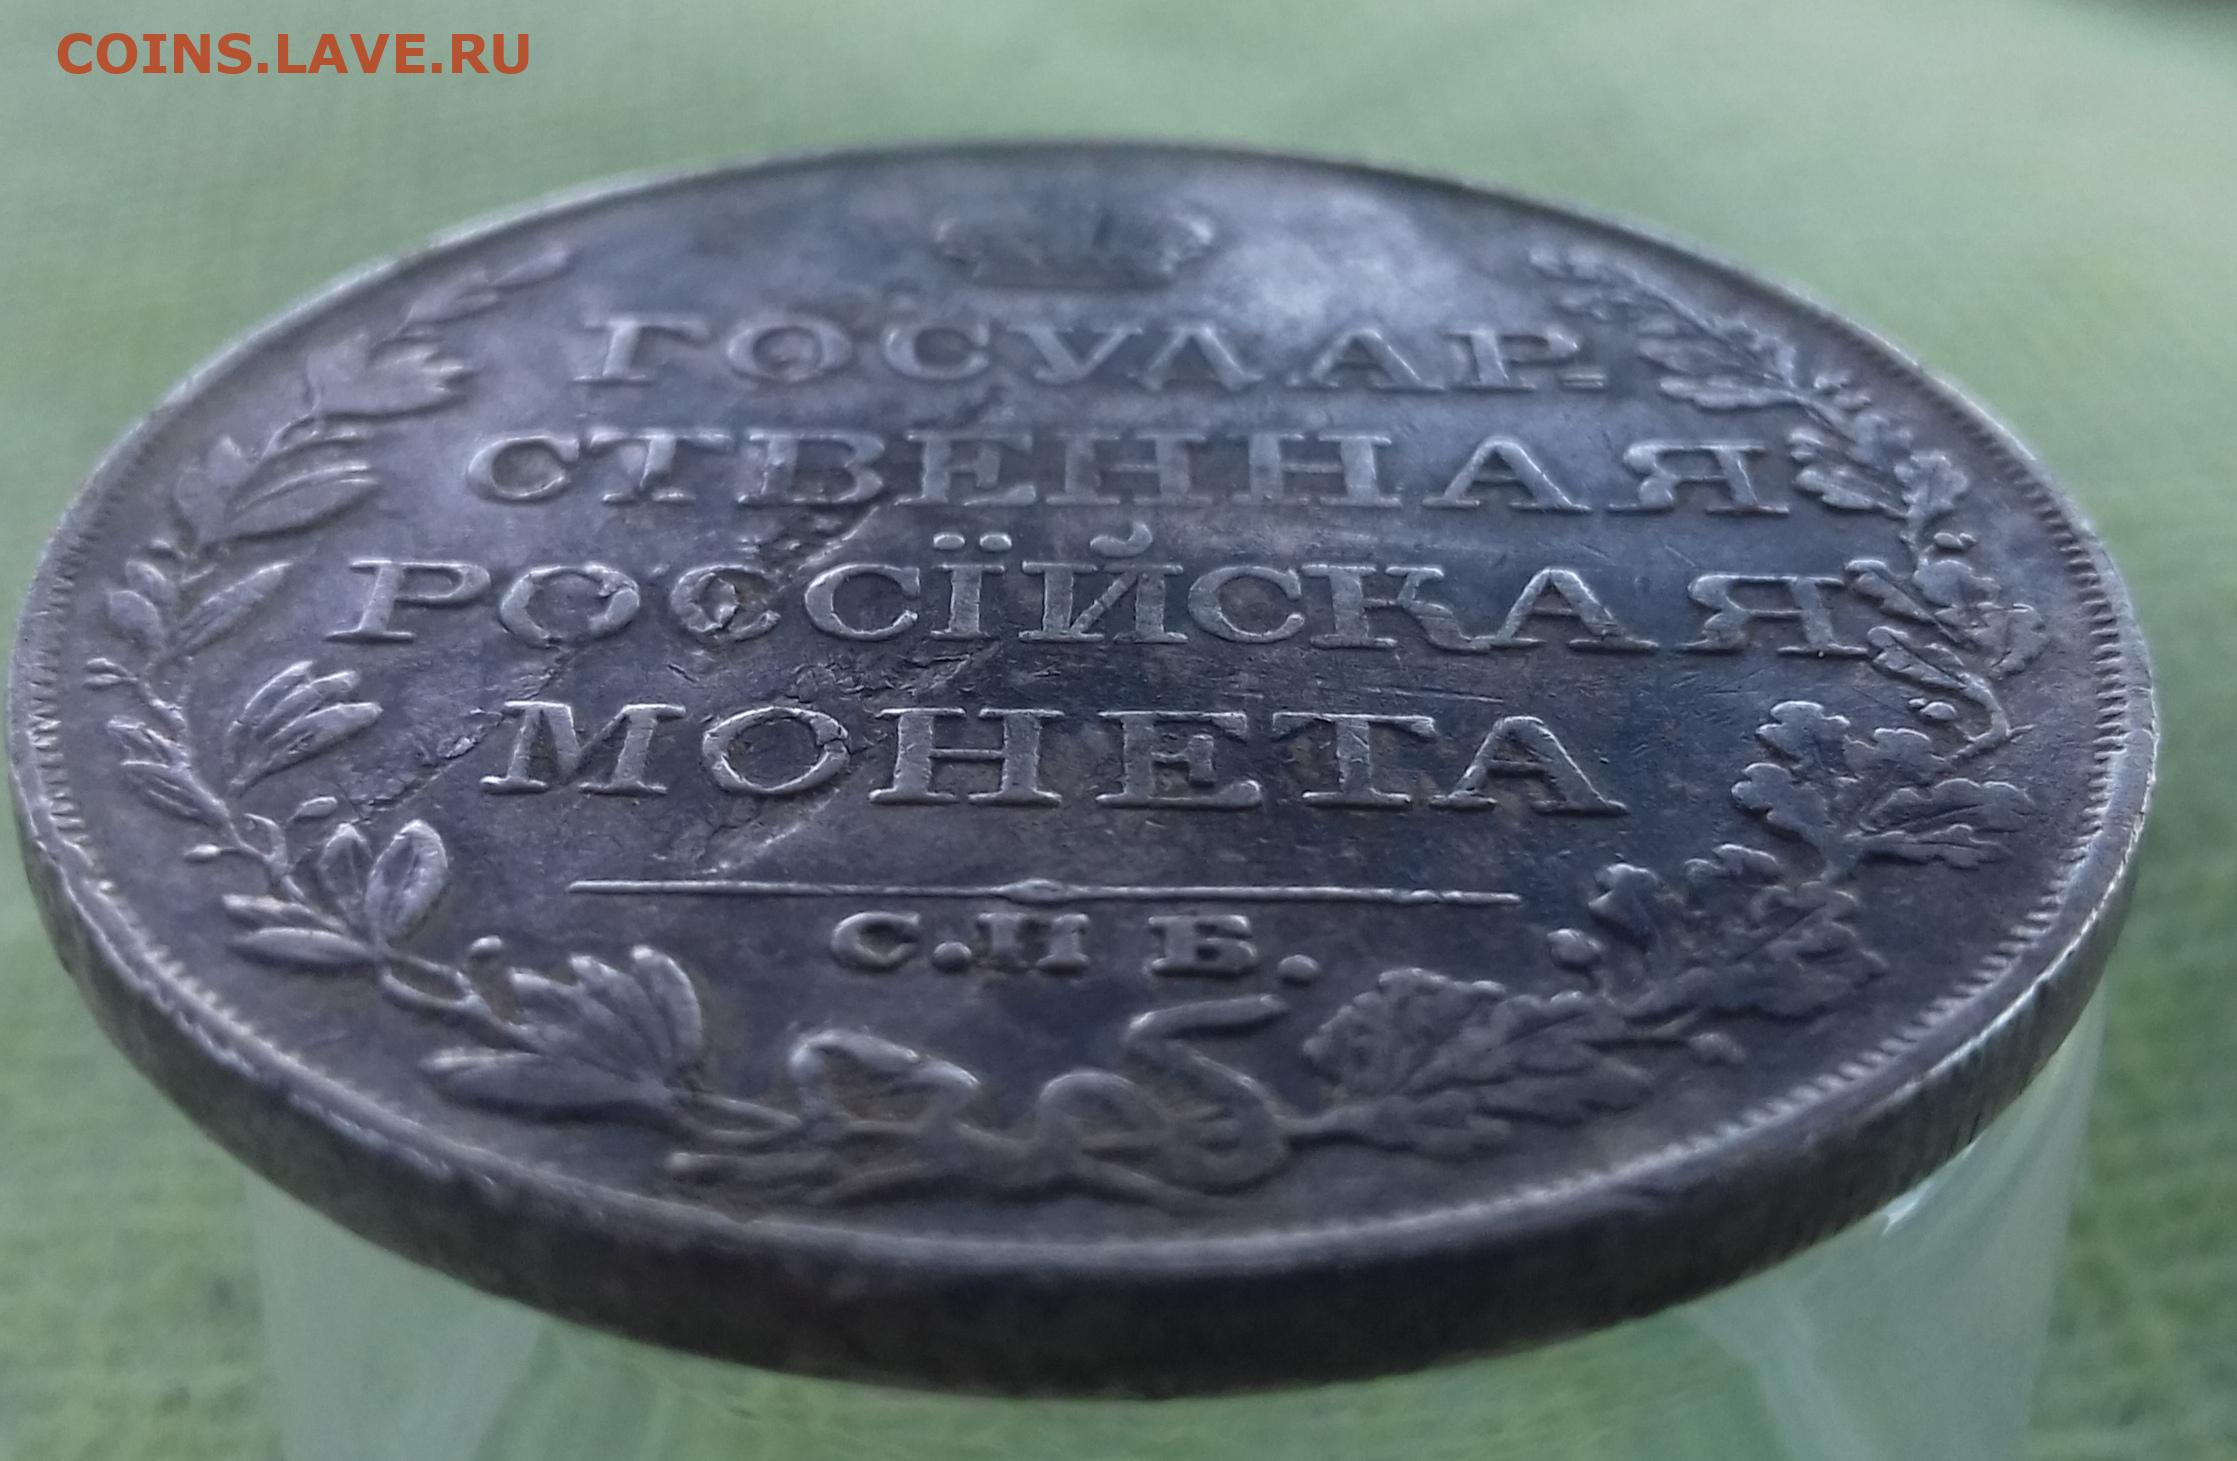 COINS.LAVE.RU
ГОСУДАР.
СТВЕННАЯ
РОССІЙСКАЯ
МОНЕТА
С.П Б.